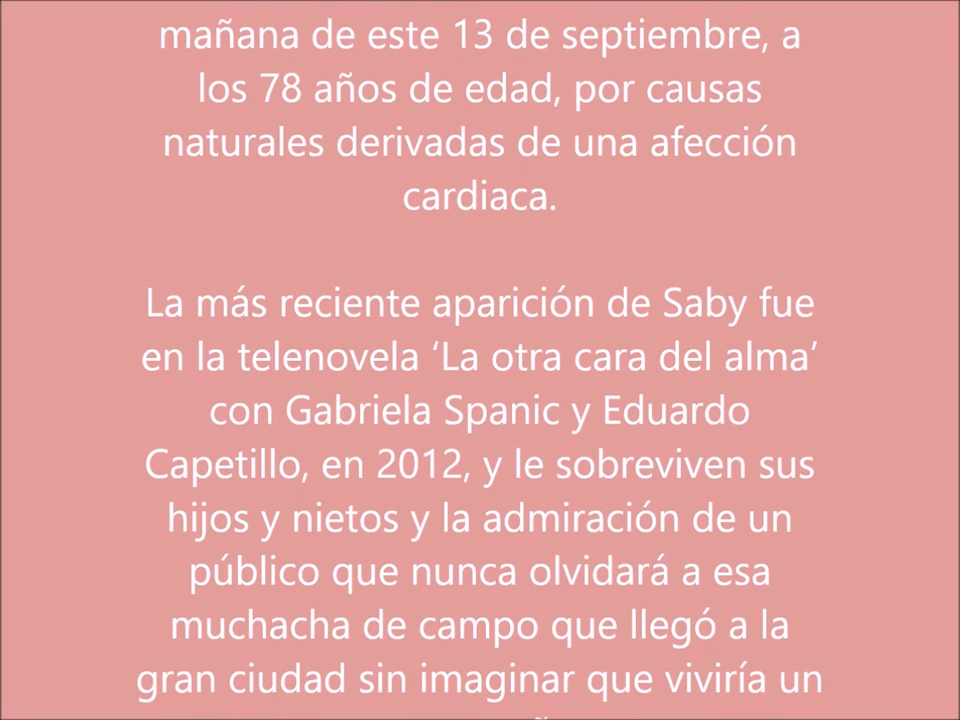 mañana de este 13 de septiembre, a
los 78 años de edad, por causas
naturales derivadas de una afección
cardiaca.
La más reciente aparición de Saby fue
en la telenovela ‘La otra cara del alma’
con Gabriela Spanic y Eduardo
Capetillo, en 2012, y le sobreviven sus
hijos y nietos y la admiración de un
público que nunca olvidará a esa
muchacha de campo que llegó a la
gran ciudad sin imaginar que viviría un